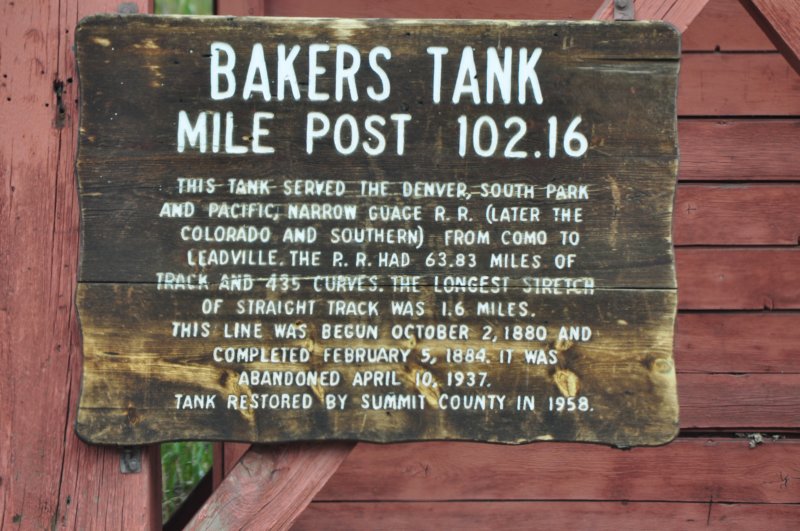 BAKERS TANK
MILE POST 102.16
THIS TANK SERVED THE DENVER, SOUTH PARK
AND PACIFIC, NARROW GUAGE R. R. (LATER THE
COLORADO AND SOUTHERN) FROM COMO TO
LEADVILLE. THE R. R. HAD 63.83 MILES OF
TRACK AND 435 CURVES. THE LONGEST STRETCH
OF STRAIGHT TRACK WAS 1.6 MILES.
THIS LINE WAS BEGUN OCTOBER 2, 1880 AND
COMPLETED FEBRUARY 5, 1884. IT WAS
ABANDONED APRIL 10, 1937.
TANK RESTORED BY SUMMIT COUNTY IN 1958.